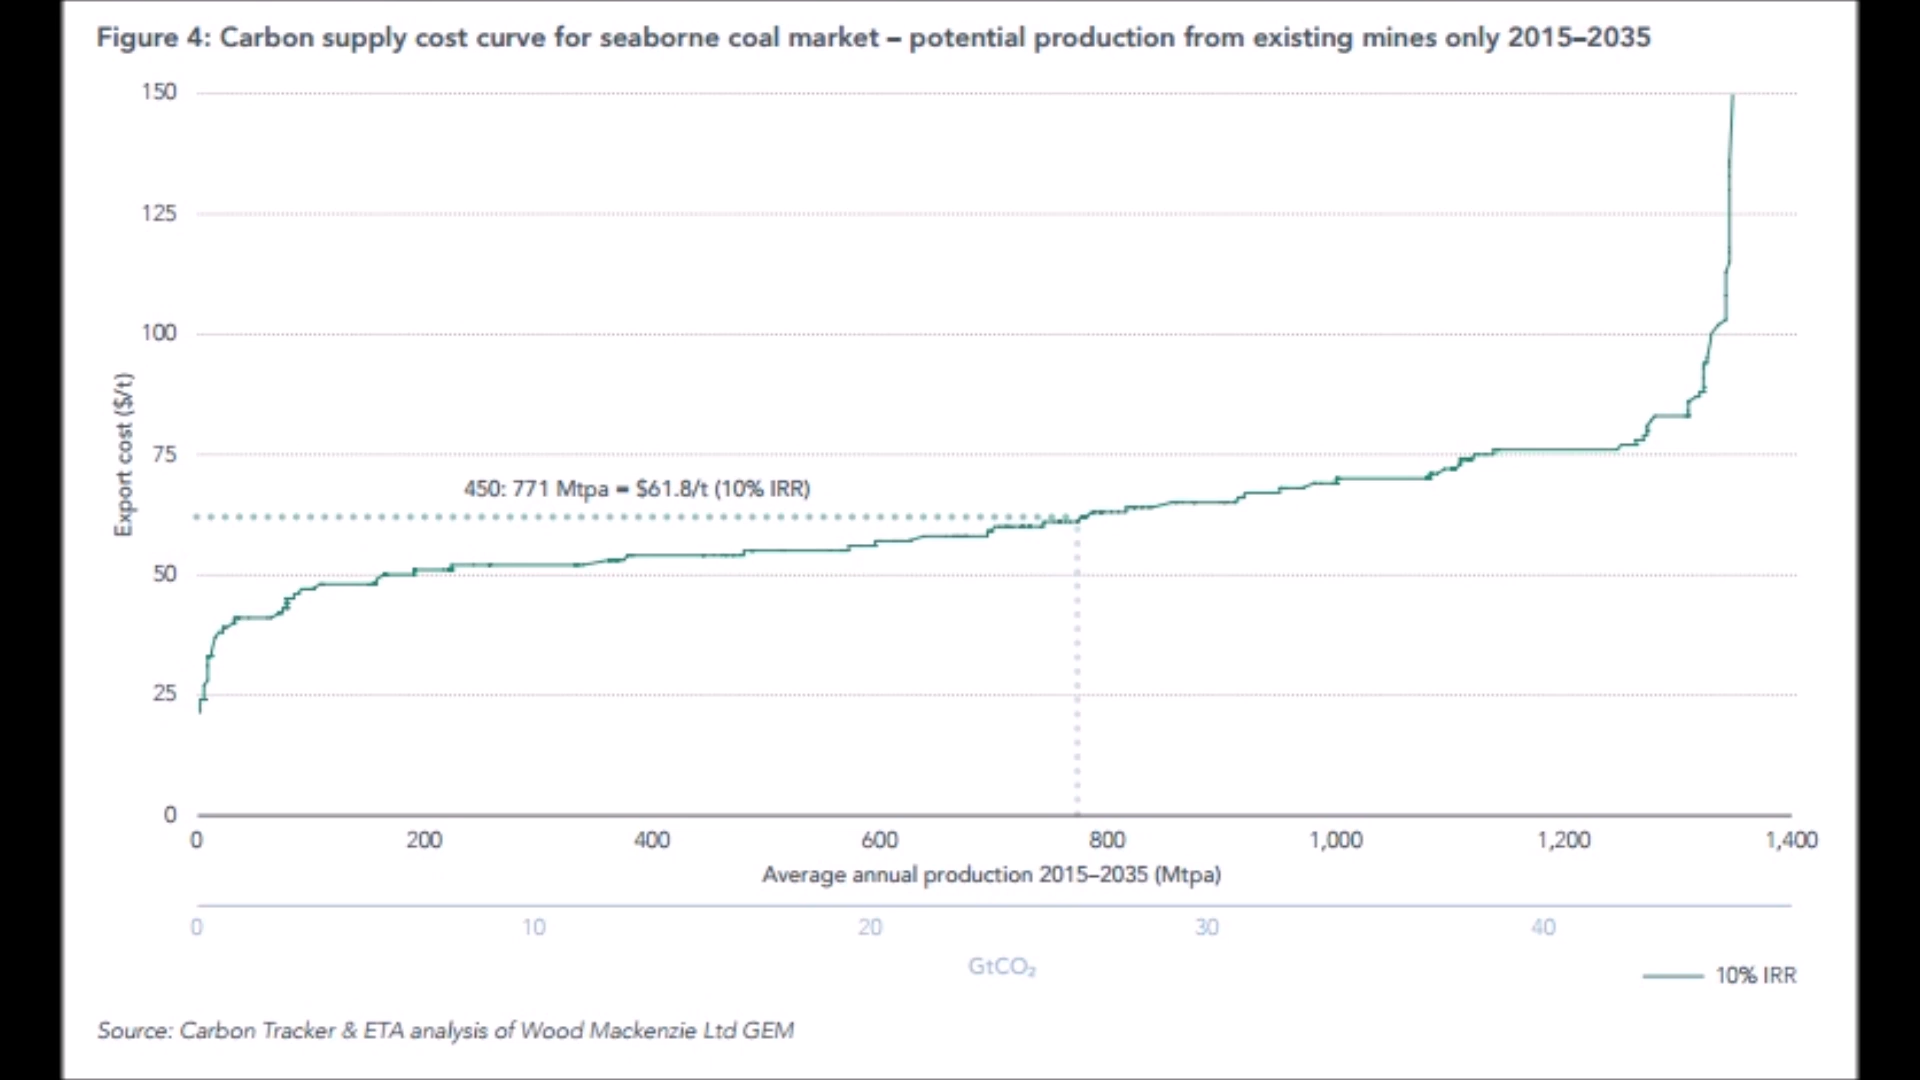 Figure 4: Carbon supply cost curve for seaborne coal market – potential production from existing mines only 2015–2035
150
125
100
75
50
25
0
Export cost ($/t)
450: 771 Mtpa = $61.8/t (10% IRR)
0 200 400 600 800 1,000 1,200 1,400
Average annual production 2015–2035 (Mtpa)
0 10 20 30 40
GtCO₂
10% IRR
Source: Carbon Tracker & ETA analysis of Wood Mackenzie Ltd GEM